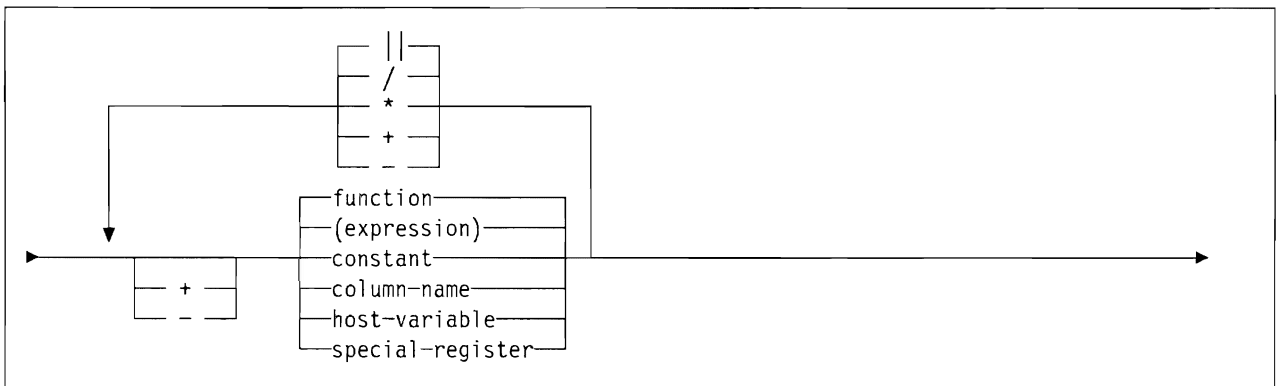 ||
/
*
+
-
function
(expression)
constant
+
column-name
-
host-variable
special-register